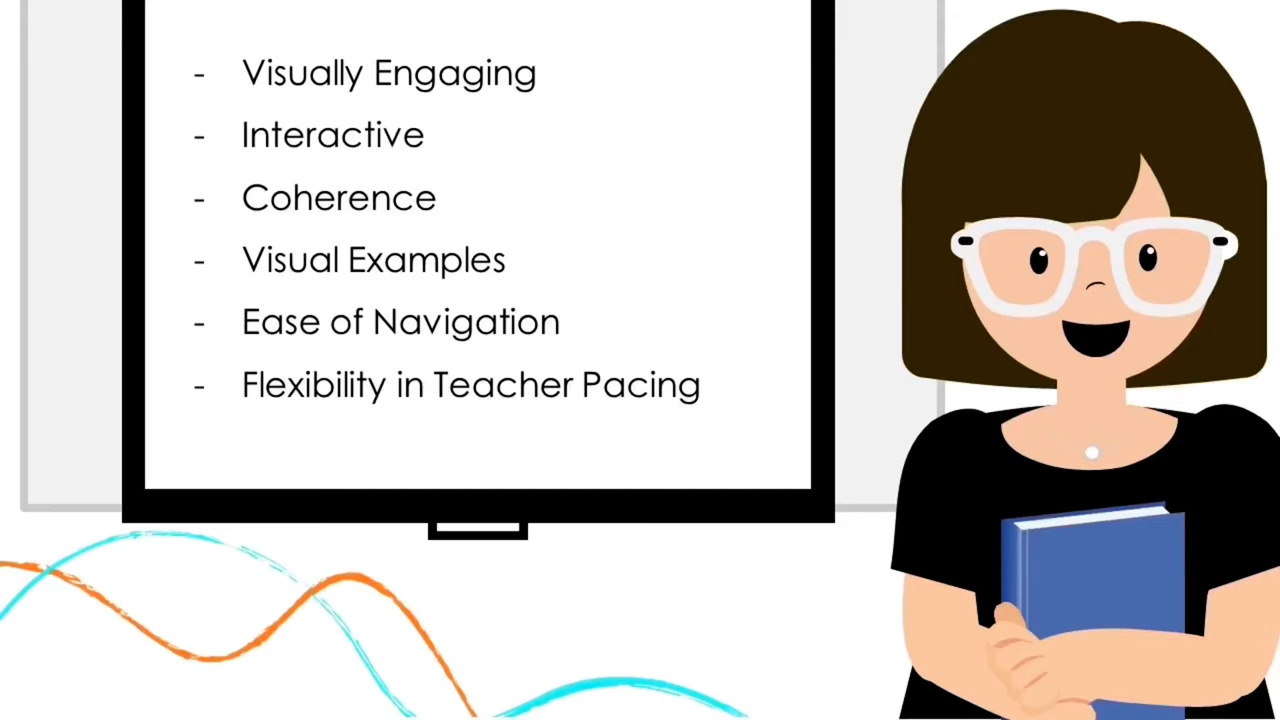 - Visually Engaging
- Interactive
- Coherence
- Visual Examples
- Ease of Navigation
- Flexibility in Teacher Pacing